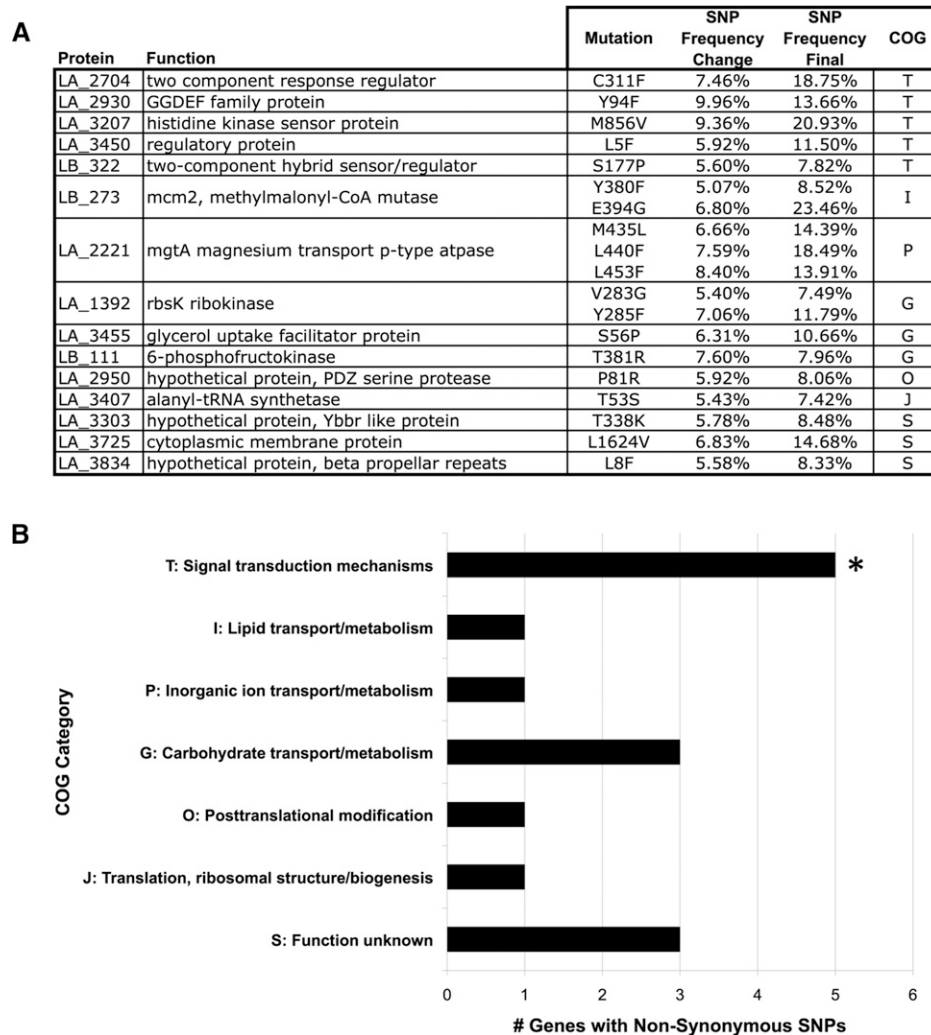 A
Protein Function Mutation SNP Frequency Change SNP Frequency Final COG
LA_2704 two component response regulator C311F 7.46% 18.75% T
LA_2930 GGDEF family protein Y94F 9.96% 13.66% T
LA_3207 histidine kinase sensor protein M856V 9.36% 20.93% T
LA_3450 regulatory protein L5F 5.92% 11.50% T
LB_322 two-component hybrid sensor/regulator S177P 5.60% 7.82% T
LB_273 mcm2, methylmalonyl-CoA mutase Y380F 5.07% 8.52% I
E394G 6.80% 23.46%
LA_2221 mgtA magnesium transport p-type atpase M435L 6.66% 14.39% P
L440F 7.59% 18.49%
L453F 8.40% 13.91%
LA_1392 rbsK ribokinase V283G 5.40% 7.49% G
Y285F 7.06% 11.79%
LA_3455 glycerol uptake facilitator protein S56P 6.31% 10.66% G
LB_111 6-phosphofructokinase T381R 7.60% 7.96% G
LA_2950 hypothetical protein, PDZ serine protease P81R 5.92% 8.06% O
LA_3407 alanyl-tRNA synthetase T53S 5.43% 7.42% J
LA_3303 hypothetical protein, Ybbr like protein T338K 5.78% 8.48% S
LA_3725 cytoplasmic membrane protein L1624V 6.83% 14.68% S
LA_3834 hypothetical protein, beta propellar repeats L8F 5.58% 8.33% S
B
COG Category
T: Signal transduction mechanisms *
I: Lipid transport/metabolism
P: Inorganic ion transport/metabolism
G: Carbohydrate transport/metabolism
O: Posttranslational modification
J: Translation, ribosomal structure/biogenesis
S: Function unknown
0 1 2 3 4 5 6
# Genes with Non-Synonymous SNPs